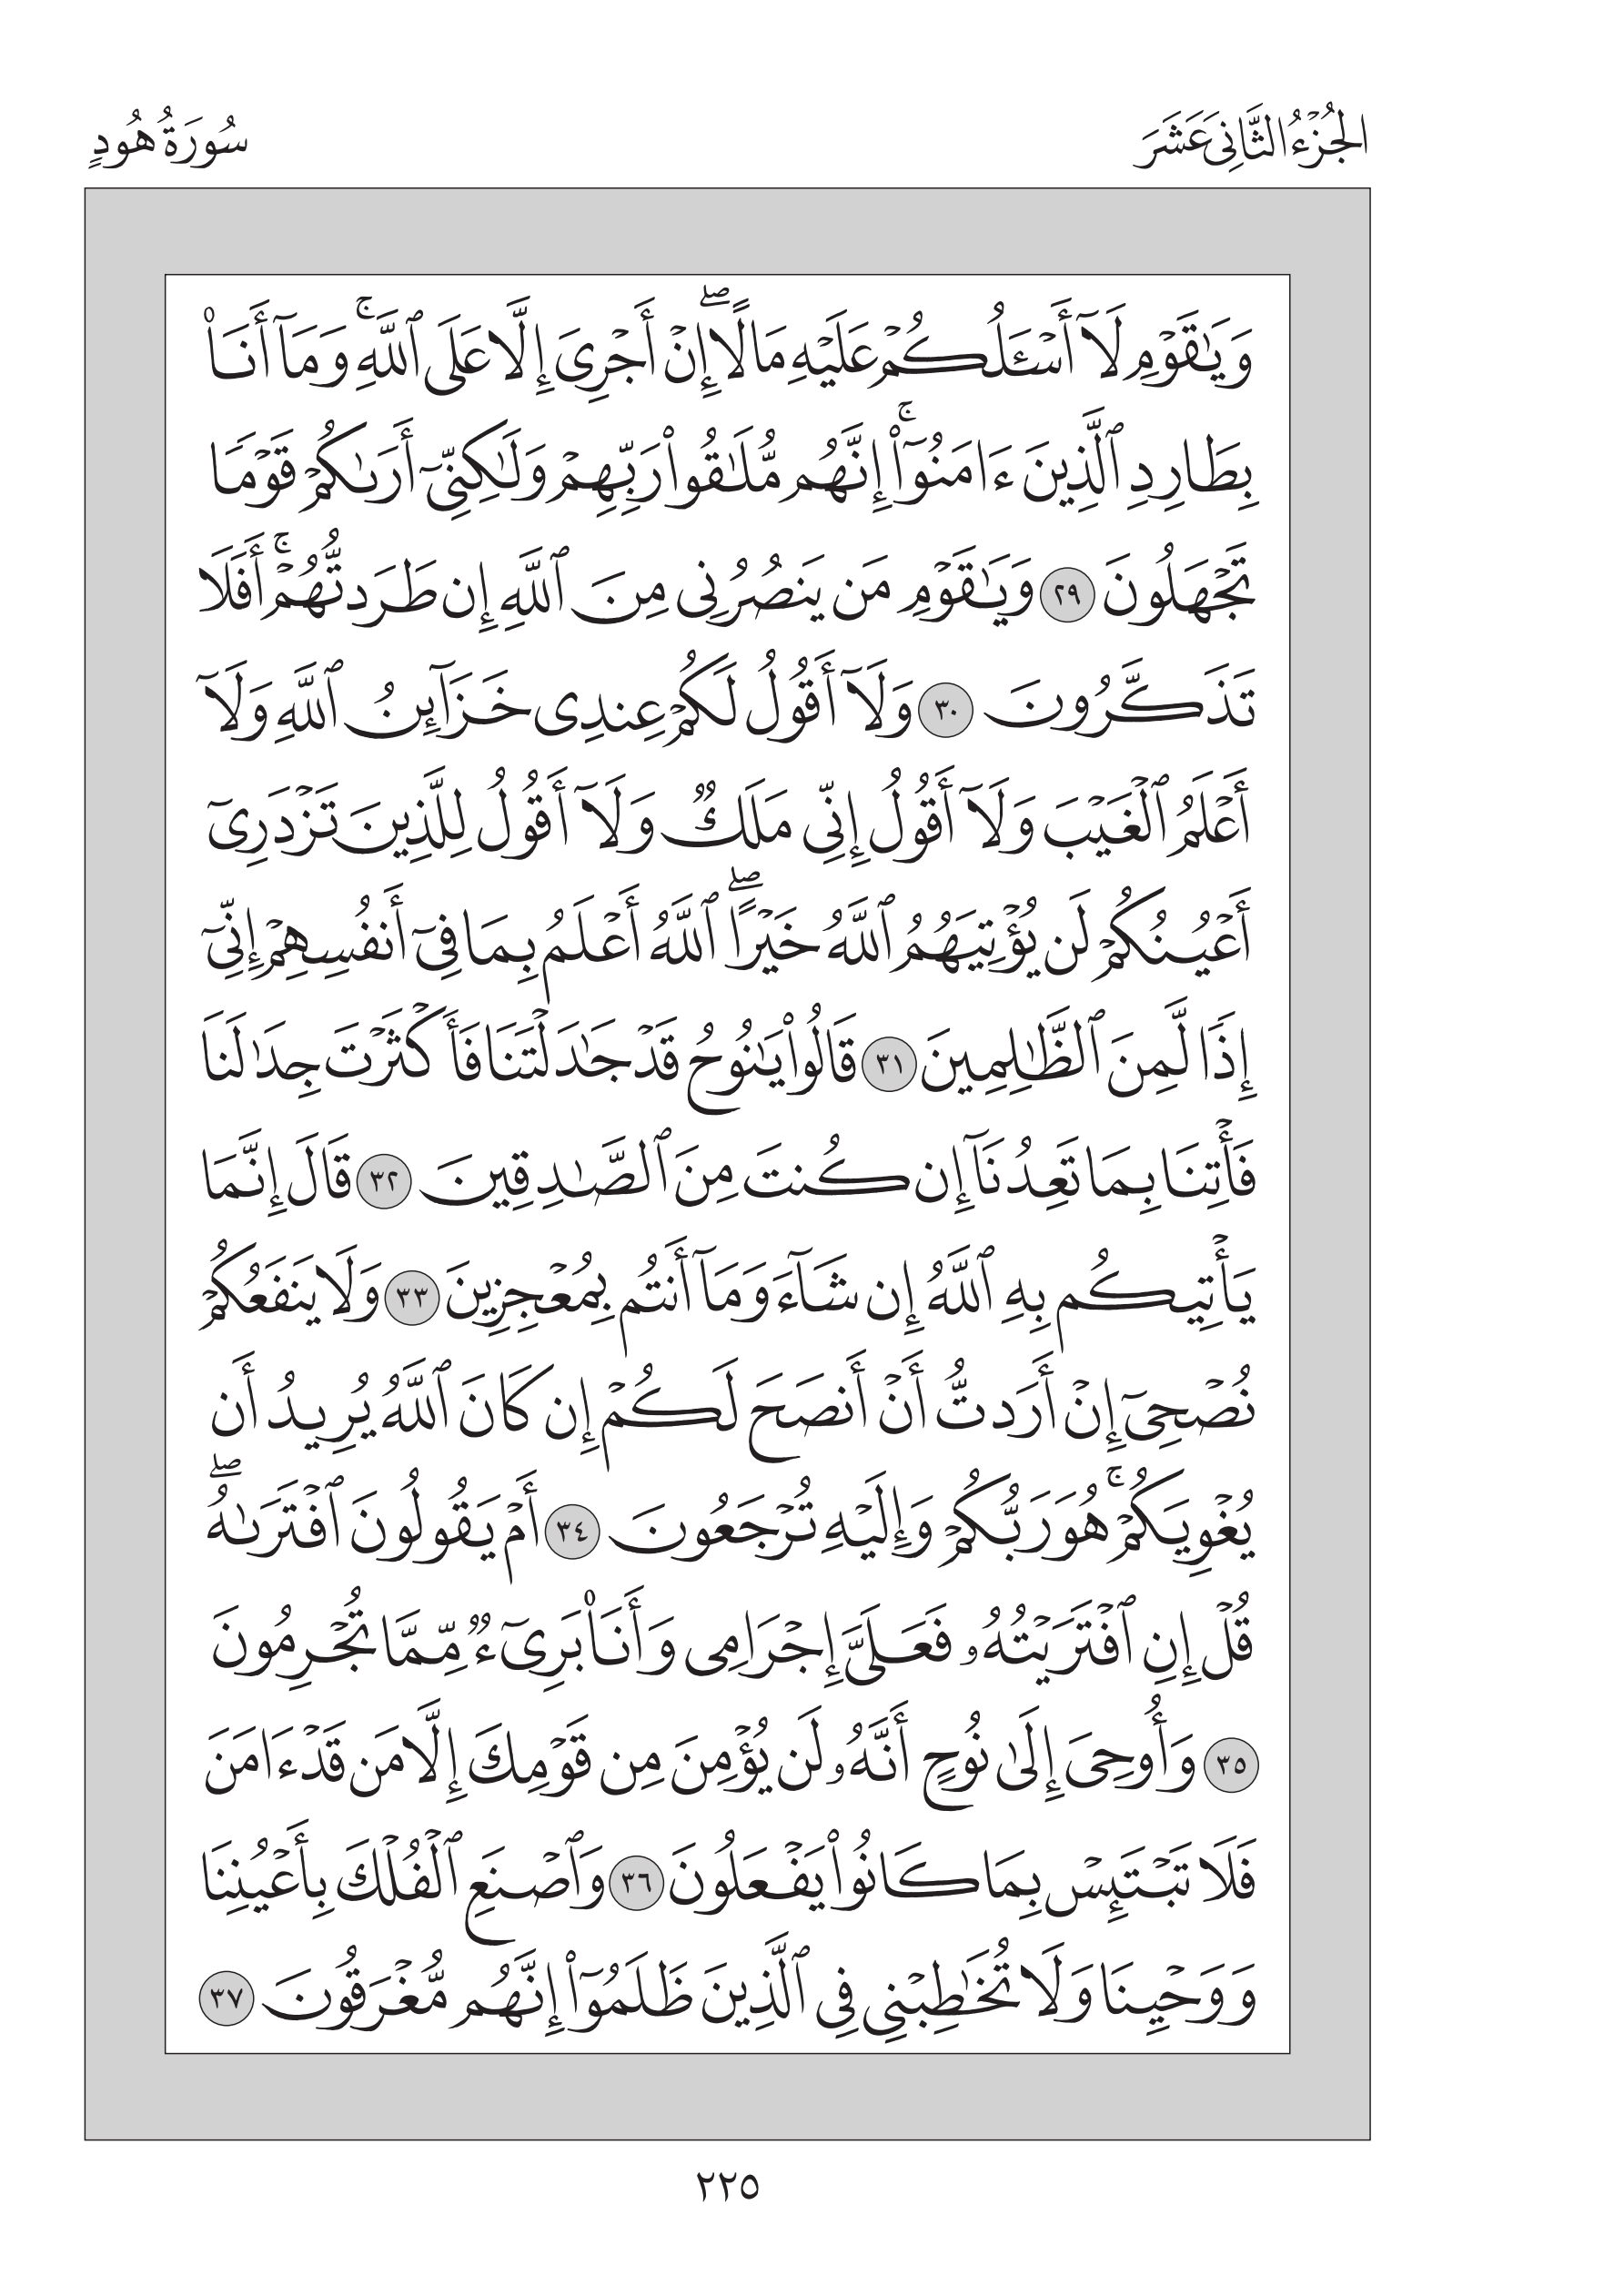 الجُزْءُ الثَّانِي عَشَرَ
سُورَةُ هُودٍ
وَيَٰقَوْمِ لَآ أَسْـَٔلُكُمْ عَلَيْهِ مَالًا ۖ إِنْ أَجْرِىَ إِلَّا عَلَى ٱللَّهِ ۚ وَمَآ أَنَا۠
بِطَارِدِ ٱلَّذِينَ ءَامَنُوٓا۟ ۚ إِنَّهُم مُّلَٰقُوا۟ رَبِّهِمْ وَلَٰكِنِّىٓ أَرَىٰكُمْ قَوْمًا
تَجْهَلُونَ ٢٩ وَيَٰقَوْمِ مَن يَنصُرُنِى مِنَ ٱللَّهِ إِن طَرَدتُّهُمْ ۚ أَفَلَا
تَذَكَّرُونَ ٣٠ وَلَآ أَقُولُ لَكُمْ عِندِى خَزَآئِنُ ٱللَّهِ وَلَآ
أَعْلَمُ ٱلْغَيْبَ وَلَآ أَقُولُ إِنِّى مَلَكٌ وَلَآ أَقُولُ لِلَّذِينَ تَزْدَرِىٓ
أَعْيُنُكُمْ لَن يُؤْتِيَهُمُ ٱللَّهُ خَيْرًا ۖ ٱللَّهُ أَعْلَمُ بِمَا فِىٓ أَنفُسِهِمْ إِنِّىٓ
إِذًا لَّمِنَ ٱلظَّٰلِمِينَ ٣١ قَالُوا۟ يَٰنُوحُ قَدْ جَٰدَلْتَنَا فَأَكْثَرْتَ جِدَٰلَنَا
فَأْتِنَا بِمَا تَعِدُنَآ إِن كُنتَ مِنَ ٱلصَّٰدِقِينَ ٣٢ قَالَ إِنَّمَا
يَأْتِيكُم بِهِ ٱللَّهُ إِن شَآءَ وَمَآ أَنتُم بِمُعْجِزِينَ ٣٣ وَلَا يَنفَعُكُمْ
نُصْحِىٓ إِنْ أَرَدتُّ أَنْ أَنصَحَ لَكُمْ إِن كَانَ ٱللَّهُ يُرِيدُ أَن
يُغْوِيَكُمْ ۚ هُوَ رَبُّكُمْ وَإِلَيْهِ تُرْجَعُونَ ٣٤ أَمْ يَقُولُونَ ٱفْتَرَىٰهُ ۖ
قُلْ إِنِ ٱفْتَرَيْتُهُۥ فَعَلَىَّ إِجْرَامِى وَأَنَا۠ بَرِىٓءٌ مِّمَّا تُجْرِمُونَ
٣٥ وَأُوحِىَ إِلَىٰ نُوحٍ أَنَّهُۥ لَن يُؤْمِنَ مِن قَوْمِكَ إِلَّا مَن قَدْ ءَامَنَ
فَلَا تَبْتَئِسْ بِمَا كَانُوا۟ يَفْعَلُونَ ٣٦ وَٱصْنَعِ ٱلْفُلْكَ بِأَعْيُنِنَا
وَوَحْيِنَا وَلَا تُخَٰطِبْنِى فِى ٱلَّذِينَ ظَلَمُوٓا۟ إِنَّهُم مُّغْرَقُونَ ٣٧
٢٢٥